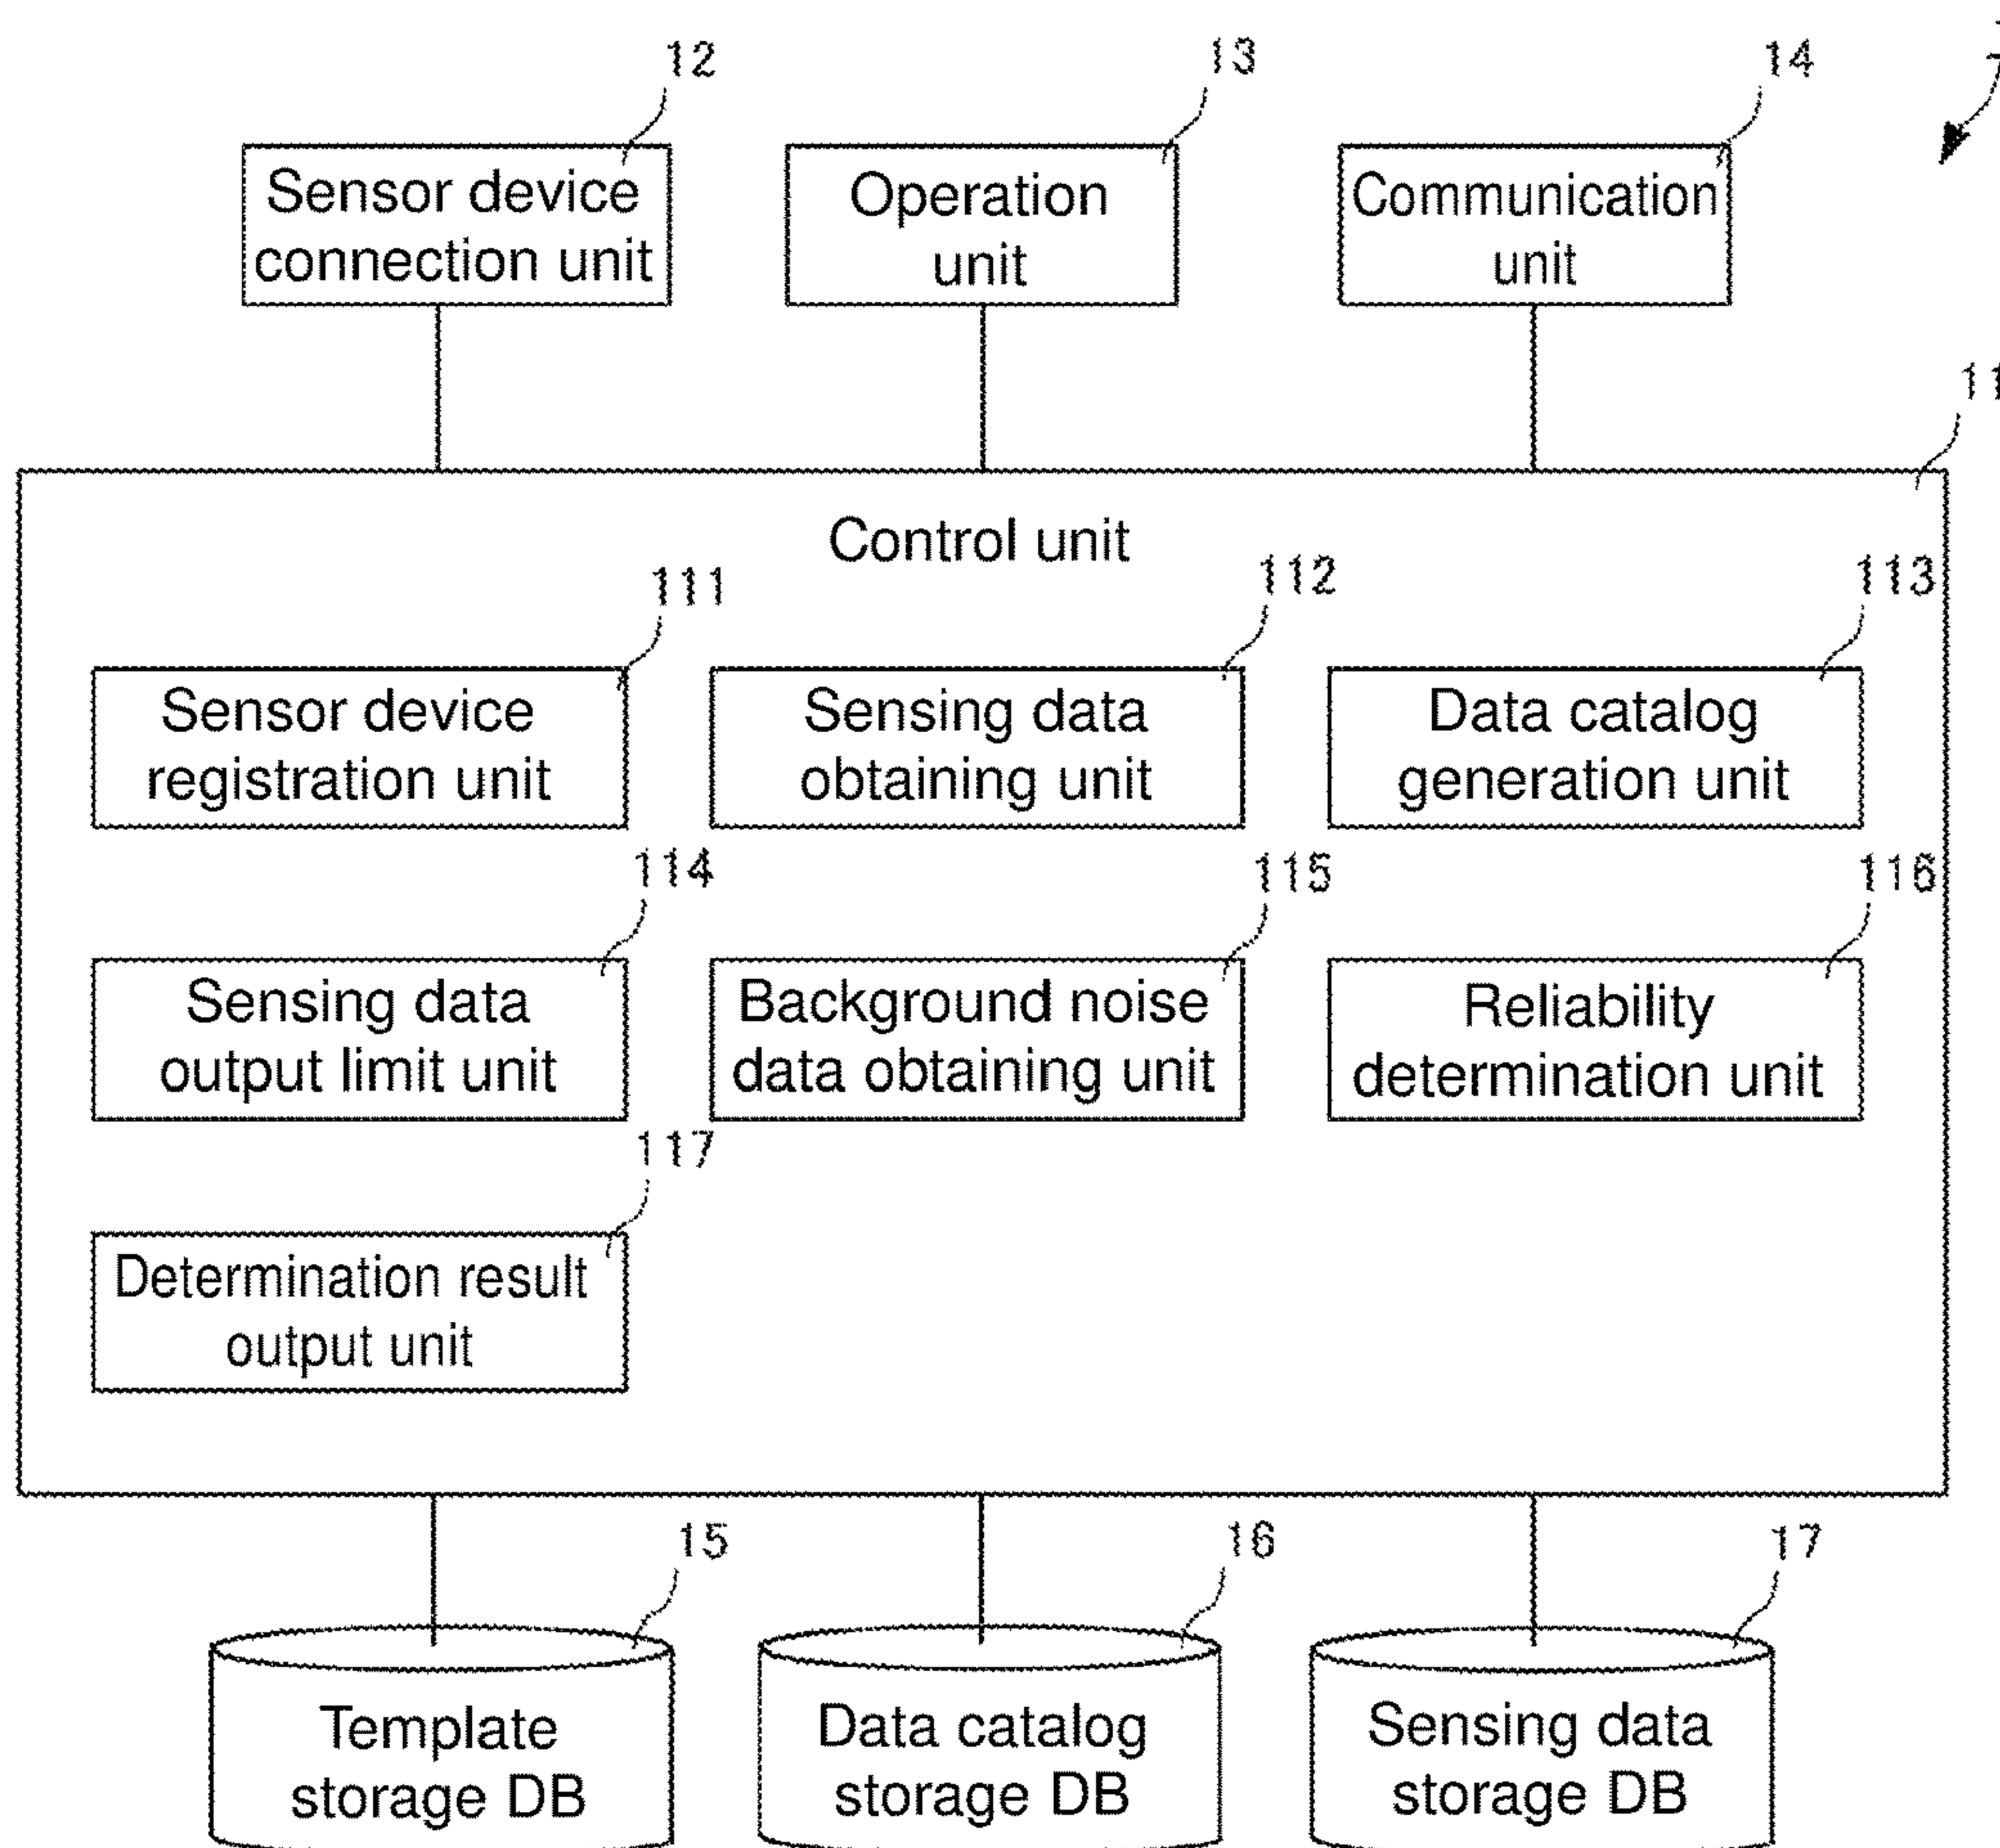 12
13
14
Sensor device
connection unit
Operation
unit
Communication
unit
11
Control unit
111
112
113
Sensor device
registration unit
Sensing data
obtaining unit
Data catalog
generation unit
114
115
116
Sensing data
output limit unit
Background noise
data obtaining unit
Reliability
determination unit
117
Determination result
output unit
15
16
17
Template
storage DB
Data catalog
storage DB
Sensing data
storage DB